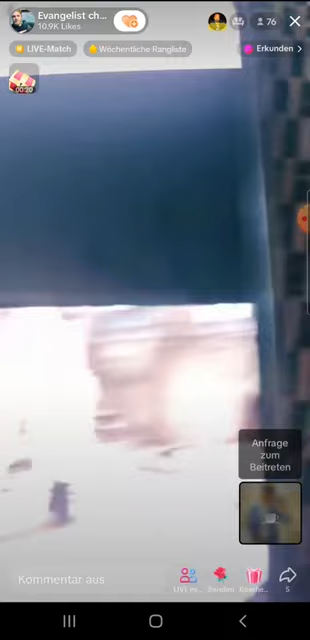 Evangelist ch...
10.9K Likes
76
LIVE-Match
Wöchentliche Rangliste
Erkunden
00:20
Anfrage
zum
Beitreten
Kommentar aus
5